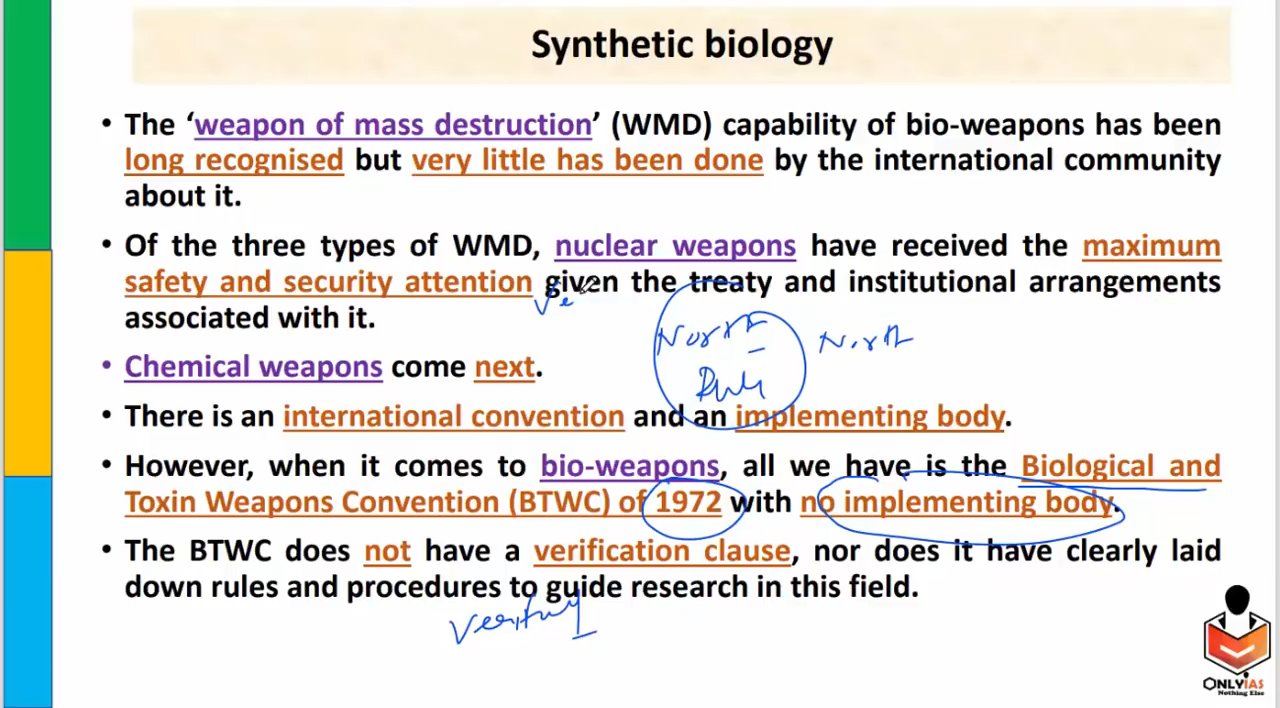 Synthetic biology
• The ‘weapon of mass destruction’ (WMD) capability of bio-weapons has been
long recognised but very little has been done by the international community
about it.
• Of the three types of WMD, nuclear weapons have received the maximum
safety and security attention given the treaty and institutional arrangements
associated with it.
• Chemical weapons come next.
• There is an international convention and an implementing body.
• However, when it comes to bio-weapons, all we have is the Biological and
Toxin Weapons Convention (BTWC) of 1972 with no implementing body.
• The BTWC does not have a verification clause, nor does it have clearly laid
down rules and procedures to guide research in this field.
ONLYIAS
Nothing Else